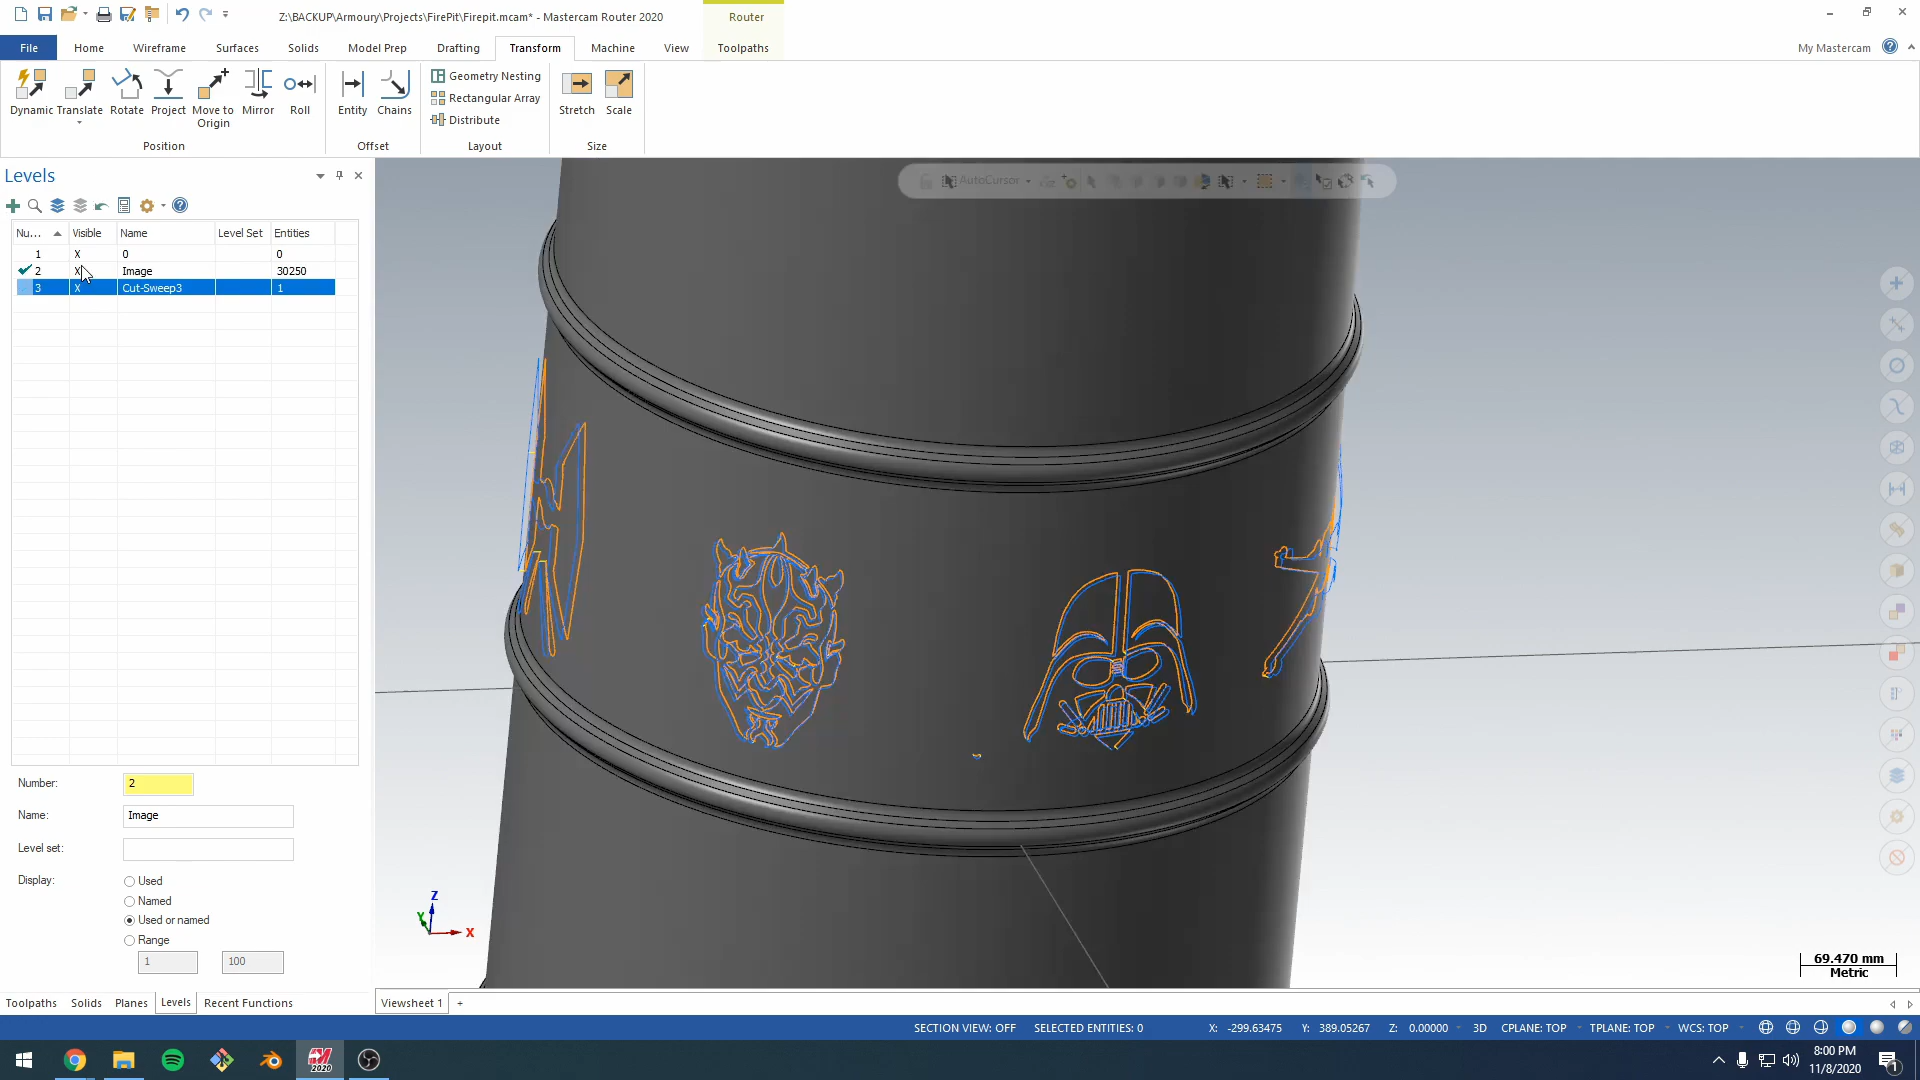 Z:\BACKUP\Armoury\Projects\FirePit\Firepit.mcam* - Mastercam Router 2020
Router
File
Home
Wireframe
Surfaces
Solids
Model Prep
Drafting
Transform
Machine
View
Toolpaths
My Mastercam
Dynamic
Translate
Rotate
Project
Move to
Origin
Mirror
Roll
Position
Entity
Chains
Offset
Geometry Nesting
Rectangular Array
Distribute
Layout
Stretch
Scale
Size
Levels
AutoCursor
Nu...
Visible
Name
Level Set
Entities
1 X 0 0
2 X Image 30250
3 X Cut-Sweep3 1
Number: 2
Name: Image
Level set:
Display:
Used
Named
Used or named
Range
1 100
Z
Y
X
69.470 mm
Metric
Toolpaths
Solids
Planes
Levels
Recent Functions
Viewsheet 1
+
SECTION VIEW: OFF
SELECTED ENTITIES: 0
X: -299.63475
Y: 389.05267
Z: 0.00000
3D
CPLANE: TOP
TPLANE: TOP
WCS: TOP
2020
8:00 PM
11/8/2020
1